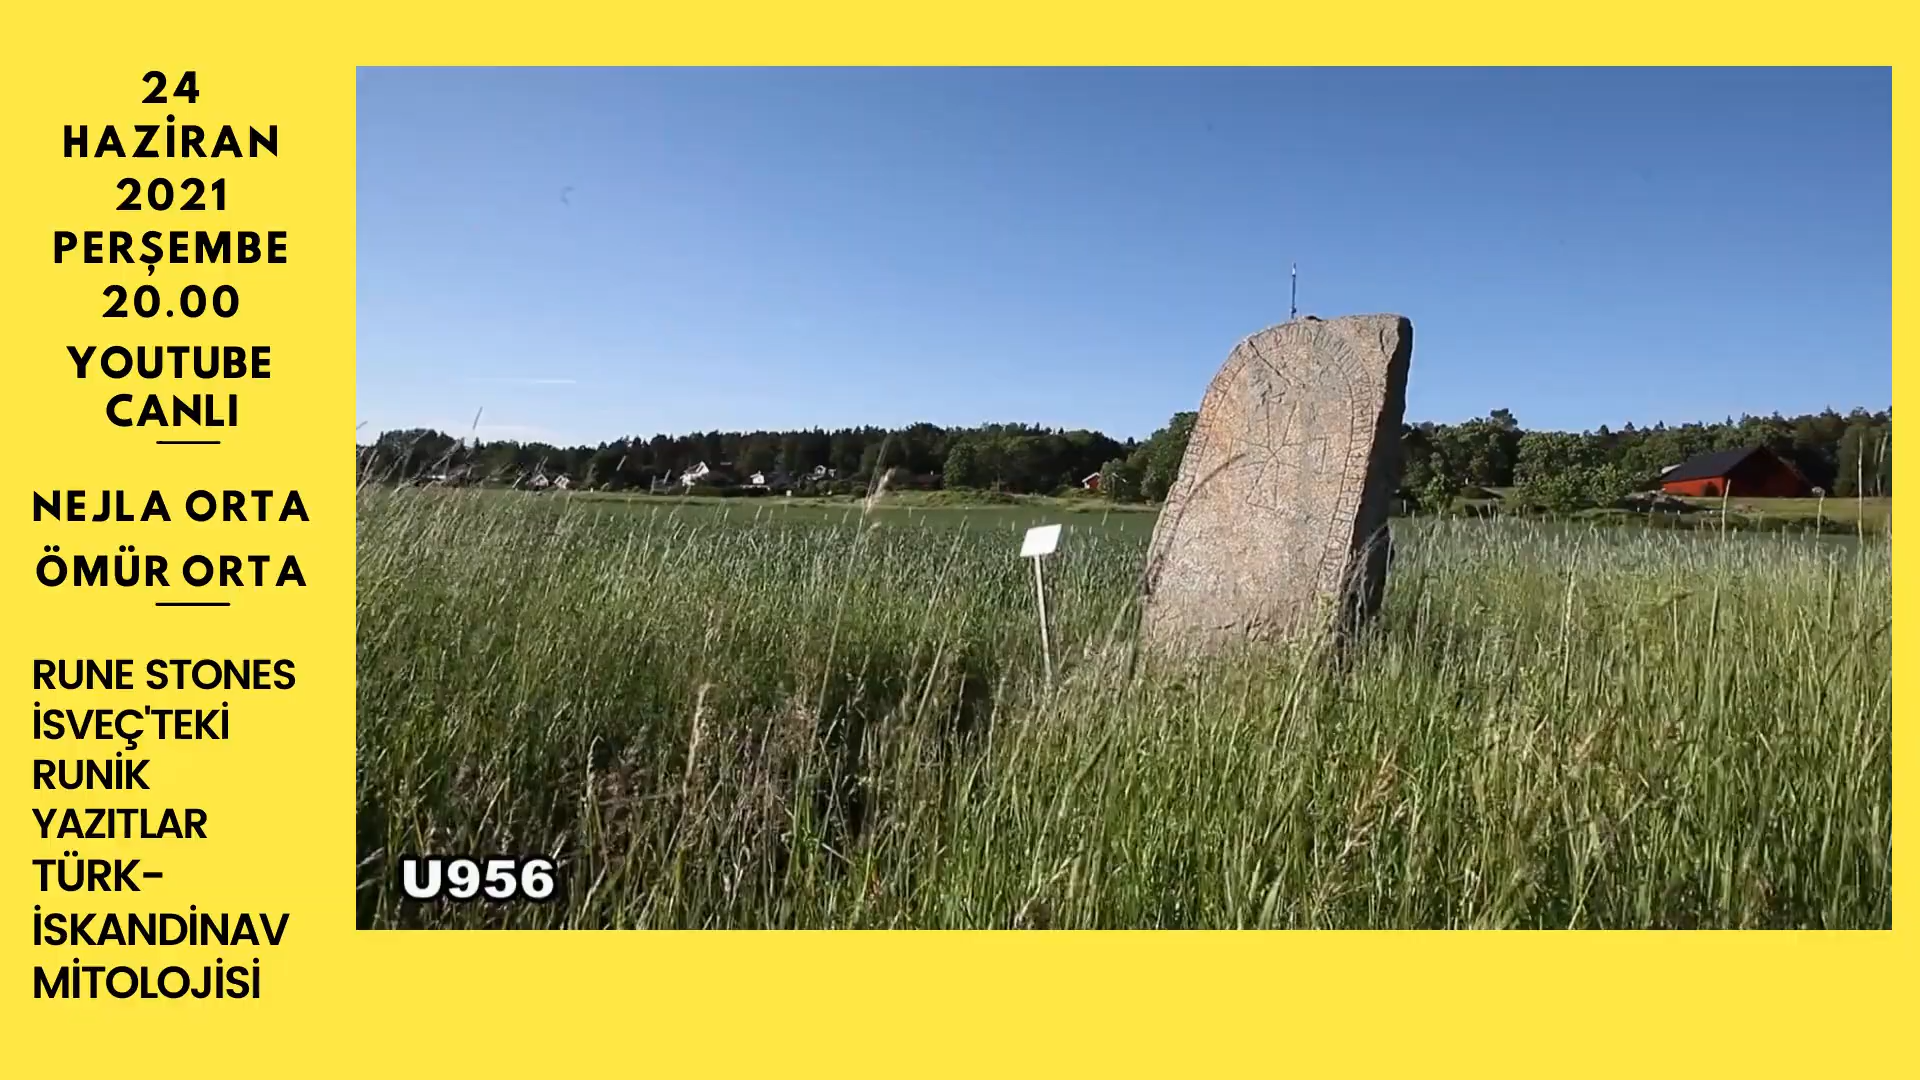 24
HAZİRAN
2021
PERŞEMBE
20.00
YOUTUBE
CANLI
NEJLA ORTA
ÖMÜR ORTA
RUNE STONES
İSVEÇ'TEKİ
RUNİK
YAZITLAR
TÜRK-
İSKANDİNAV
MİTOLOJİSİ
U956